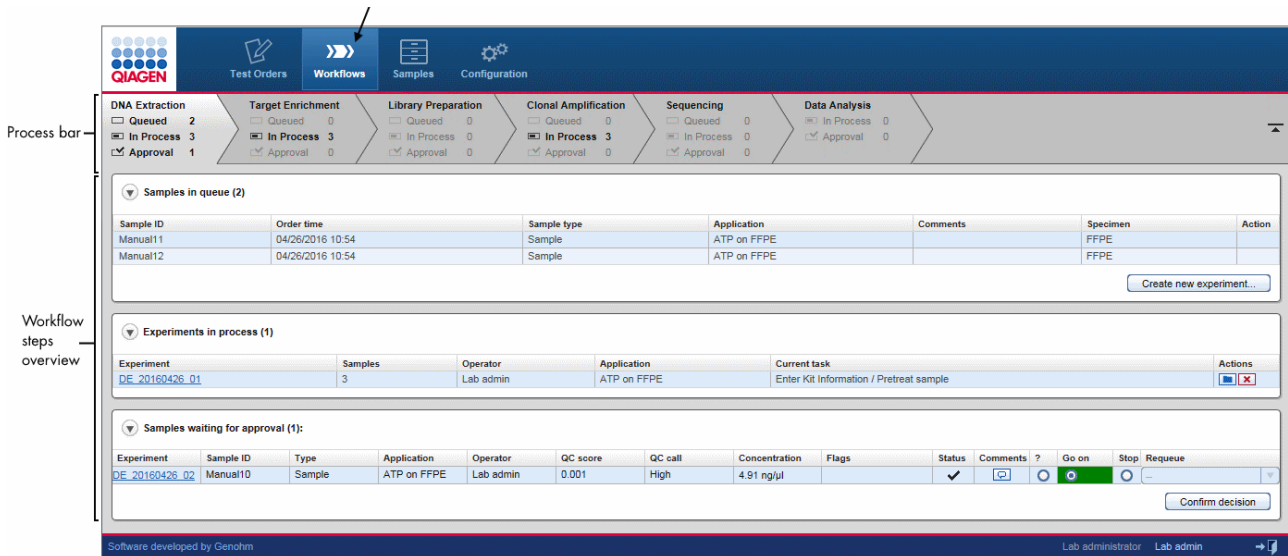 QIAGEN
Test Orders Workflows Samples Configuration
Process bar
DNA Extraction Target Enrichment Library Preparation Clonal Amplification Sequencing Data Analysis
Queued 2 Queued 0 Queued 0 Queued 0 Queued 0 In Process 0
In Process 3 In Process 3 In Process 0 In Process 3 In Process 0 Approval 0
Approval 1 Approval 0 Approval 0 Approval 0 Approval 0
Workflow
steps
overview
Samples in queue (2)
Sample ID Order time Sample type Application Comments Specimen Action
Manual11 04/26/2016 10:54 Sample ATP on FFPE FFPE
Manual12 04/26/2016 10:54 Sample ATP on FFPE FFPE
Create new experiment...
Experiments in process (1)
Experiment Samples Operator Application Current task Actions
DE_20160426_01 3 Lab admin ATP on FFPE Enter Kit Information / Pretreat sample
Samples waiting for approval (1):
Experiment Sample ID Type Application Operator QC score QC call Concentration Flags Status Comments ? Go on Stop Requeue
DE_20160426_02 Manual10 Sample ATP on FFPE Lab admin 0.001 High 4.91 ng/µl ...
Confirm decision
Software developed by Genohm Lab administrator Lab admin